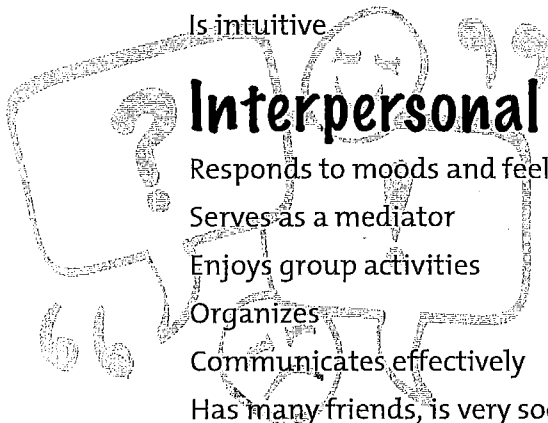 Is intuitive
Interpersonal
Responds to moods and feel
Serves as a mediator
Enjoys group activities
Organizes
Communicates effectively
Has many friends, is very so